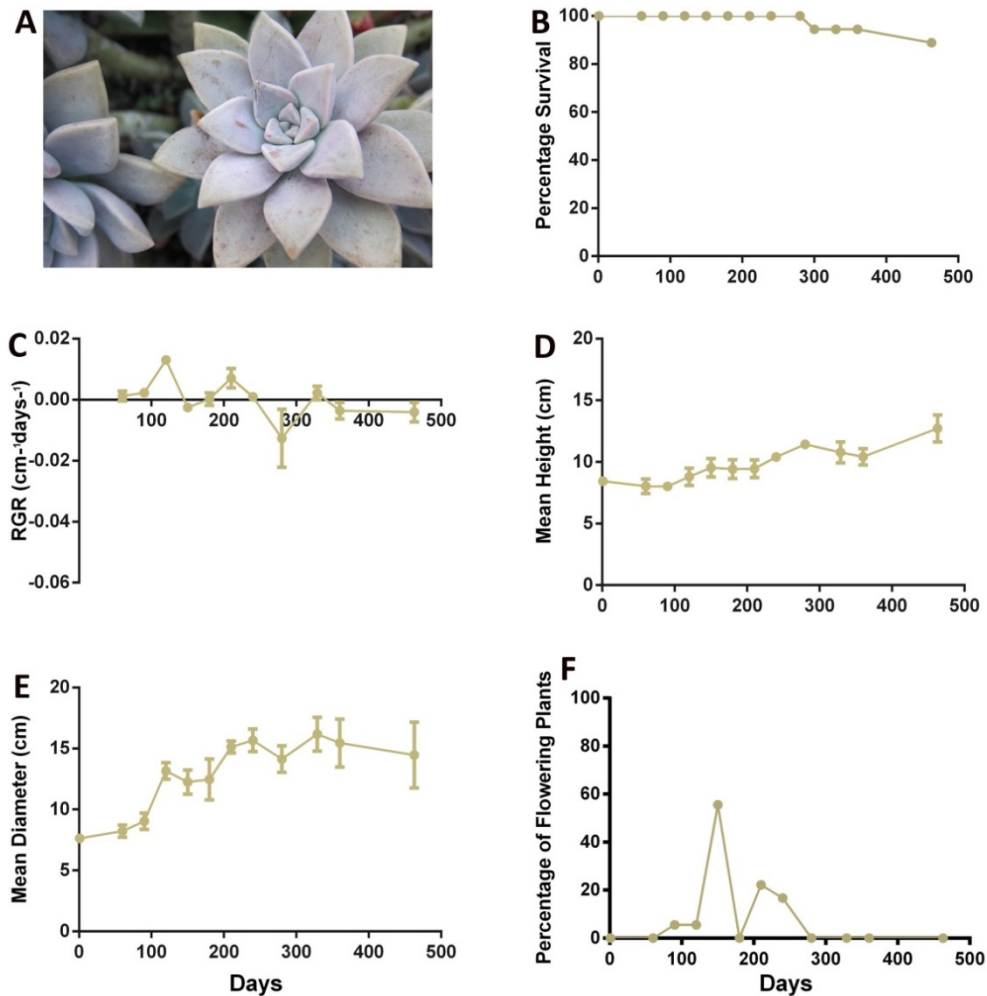 A
B
Percentage Survival
100
80
60
40
20
0
0 100 200 300 400 500
C
RGR (cm-¹days-¹)
0.02
0.00
-0.02
-0.04
-0.06
100 200 300 400 500
D
Mean Height (cm)
20
15
10
5
0
0 100 200 300 400 500
E
Mean Diameter (cm)
20
15
10
5
0
0 100 200 300 400 500
Days
F
Percentage of Flowering Plants
100
80
60
40
20
0
0 100 200 300 400 500
Days